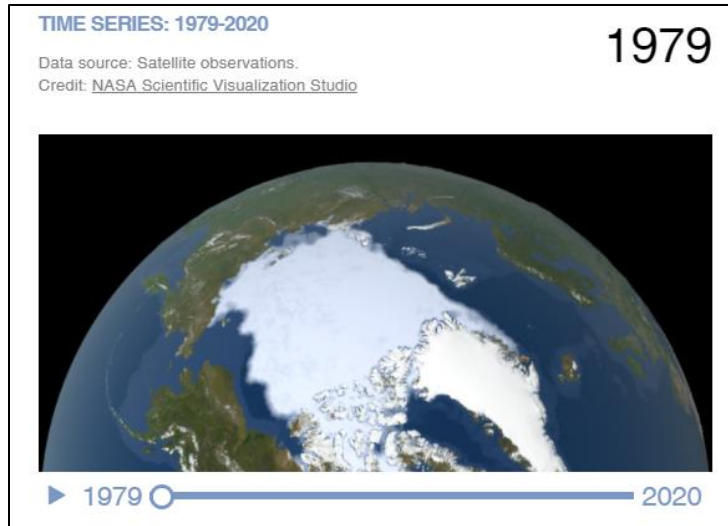 TIME SERIES: 1979-2020
1979
Data source: Satellite observations.
Credit: NASA Scientific Visualization Studio
1979
2020